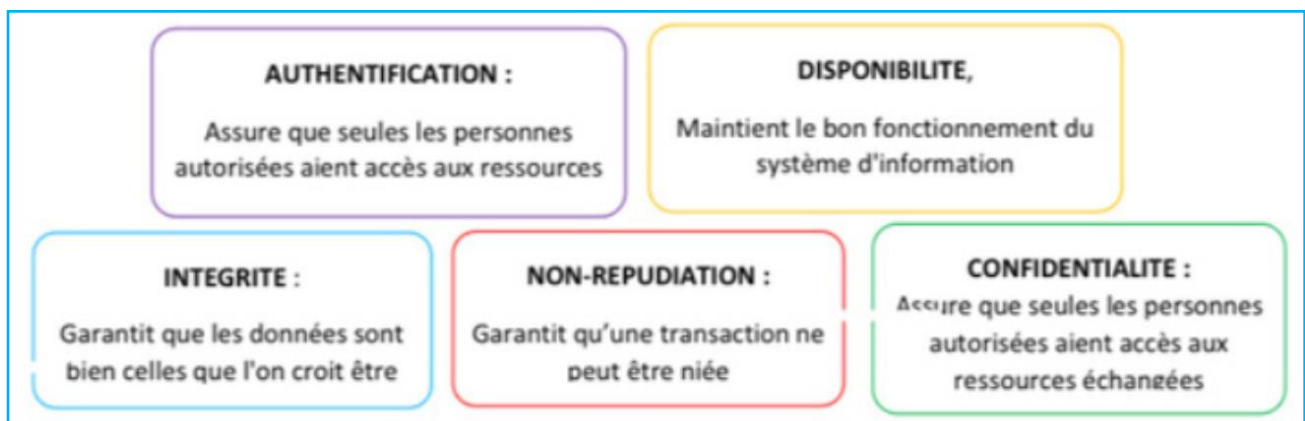 AUTHENTIFICATION :
Assure que seules les personnes
autorisées aient accès aux ressources
DISPONIBILITE,
Maintient le bon fonctionnement du
système d'information
INTEGRITE :
Garantit que les données sont
bien celles que l'on croit être
NON-REPUDIATION :
Garantit qu’une transaction ne
peut être niée
CONFIDENTIALITE :
Assure que seules les personnes
autorisées aient accès aux
ressources échangées